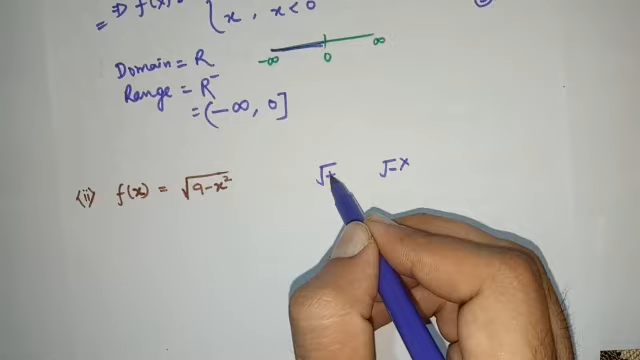 => f(x) = { x, x < 0
-∞ 0 ∞
Domain = R
Range = R⁻
= (-∞, 0]
(ii) f(x) = √(9-x²) √+ √- ×